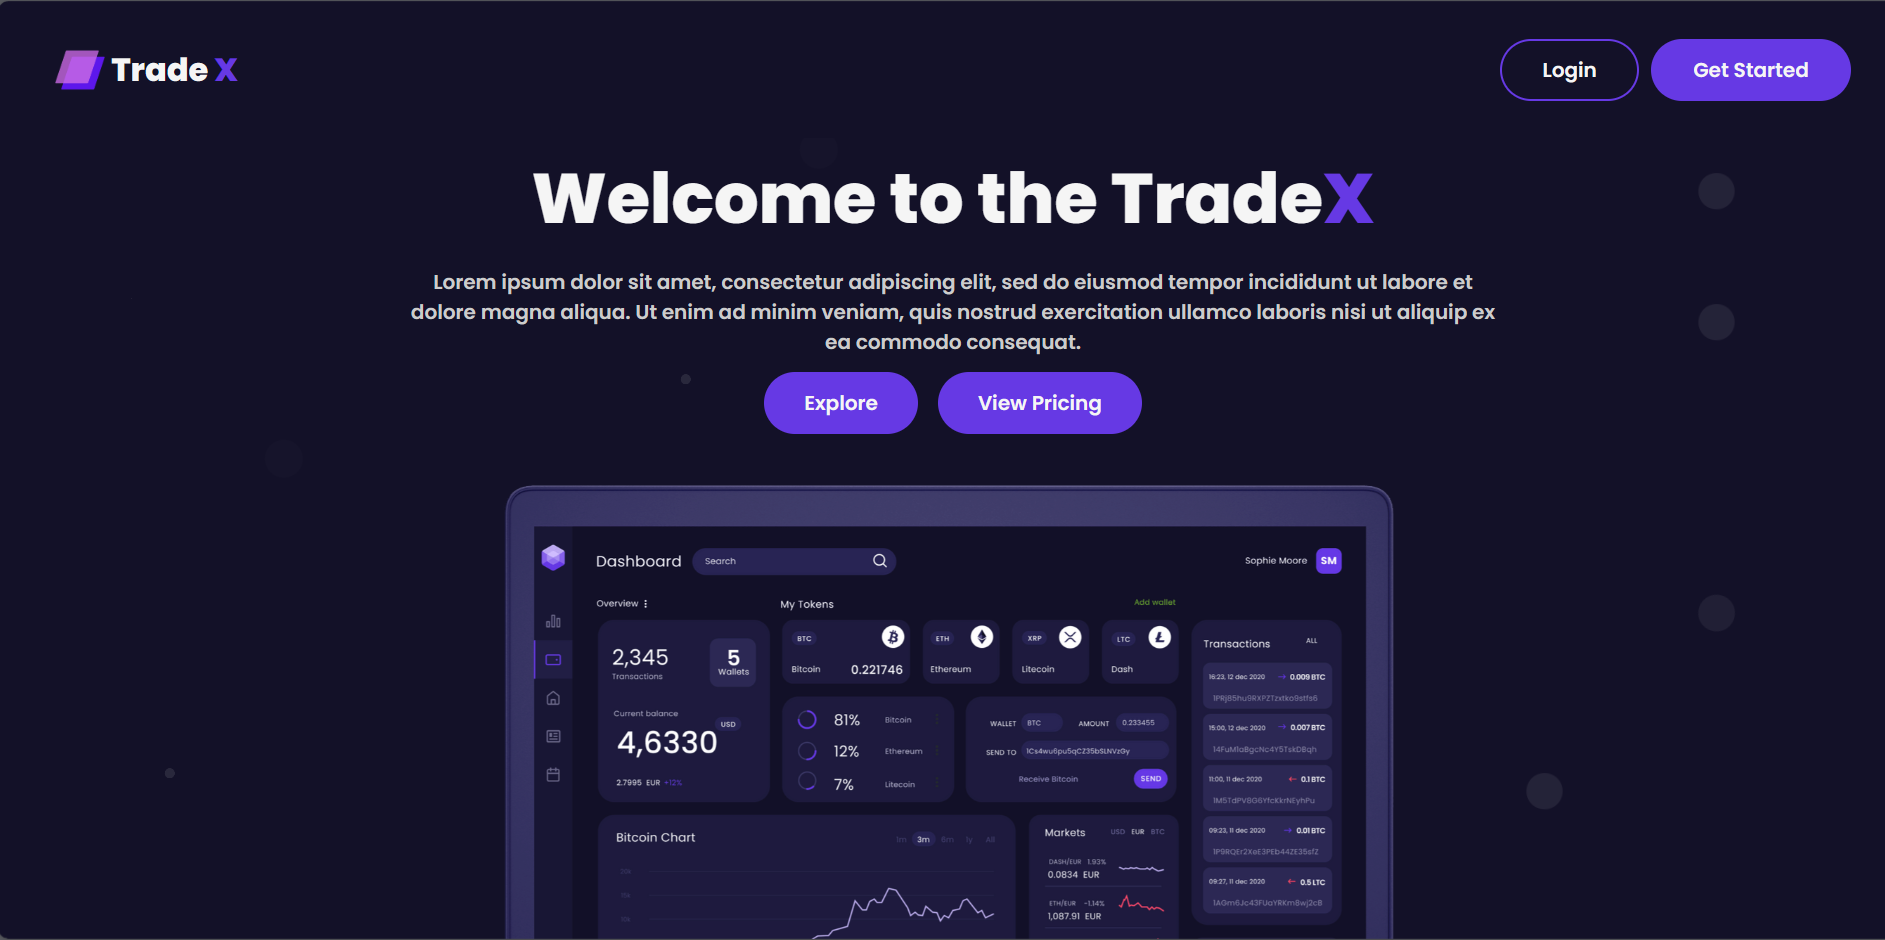 Trade X
Login
Get Started
Welcome to the TradeX
Lorem ipsum dolor sit amet, consectetur adipiscing elit, sed do eiusmod tempor incididunt ut labore et
dolore magna aliqua. Ut enim ad minim veniam, quis nostrud exercitation ullamco laboris nisi ut aliquip ex
ea commodo consequat.
Explore
View Pricing
Dashboard
Search
Sophie Moore
SM
Overview
2,345
Transactions
5
Wallets
Current balance
USD
4,6330
2.7995 EUR +12%
My Tokens
Add wallet
BTC
Bitcoin
0.221746
ETH
Ethereum
XRP
Litecoin
LTC
Dash
81% Bitcoin
12% Ethereum
7% Litecoin
WALLET BTC AMOUNT 0.233455
SEND TO 1Cs4wu6pu5qCZ35bSLNVzGy
Receive Bitcoin
SEND
Transactions
ALL
16:23, 12 dec 2020 → 0.009 BTC
15:00, 12 dec 2020 → 0.007 BTC
11:00, 11 dec 2020 ← 0.1 BTC
09:23, 11 dec 2020 → 0.01 BTC
09:27, 11 dec 2020 ← 0.5 LTC
Bitcoin Chart
1m 3m 6m 1y All
Markets
USD EUR BTC
DASH/EUR 1.93%
0.0834 EUR
ETH/EUR -1.14%
1,087.91 EUR